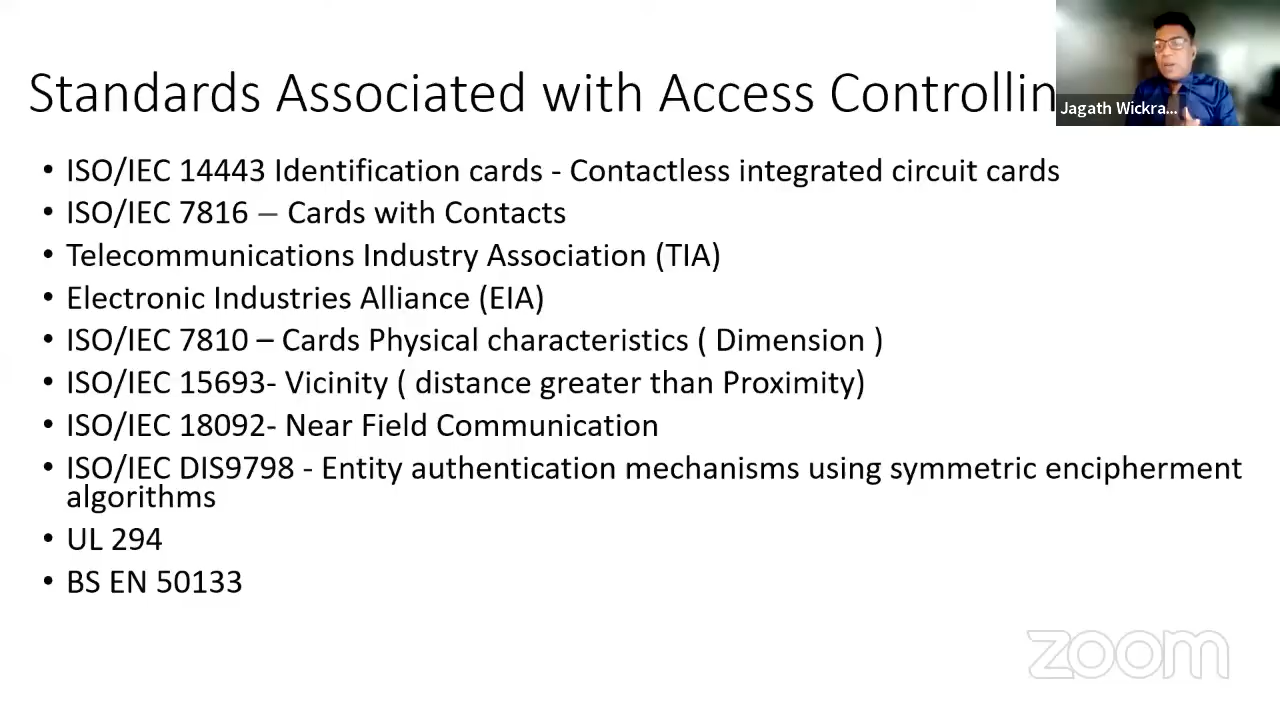 Standards Associated with Access Controllin
Jagath Wickra...
• ISO/IEC 14443 Identification cards - Contactless integrated circuit cards
• ISO/IEC 7816 – Cards with Contacts
• Telecommunications Industry Association (TIA)
• Electronic Industries Alliance (EIA)
• ISO/IEC 7810 – Cards Physical characteristics ( Dimension )
• ISO/IEC 15693- Vicinity ( distance greater than Proximity)
• ISO/IEC 18092- Near Field Communication
• ISO/IEC DIS9798 - Entity authentication mechanisms using symmetric encipherment
algorithms
• UL 294
• BS EN 50133
zoom